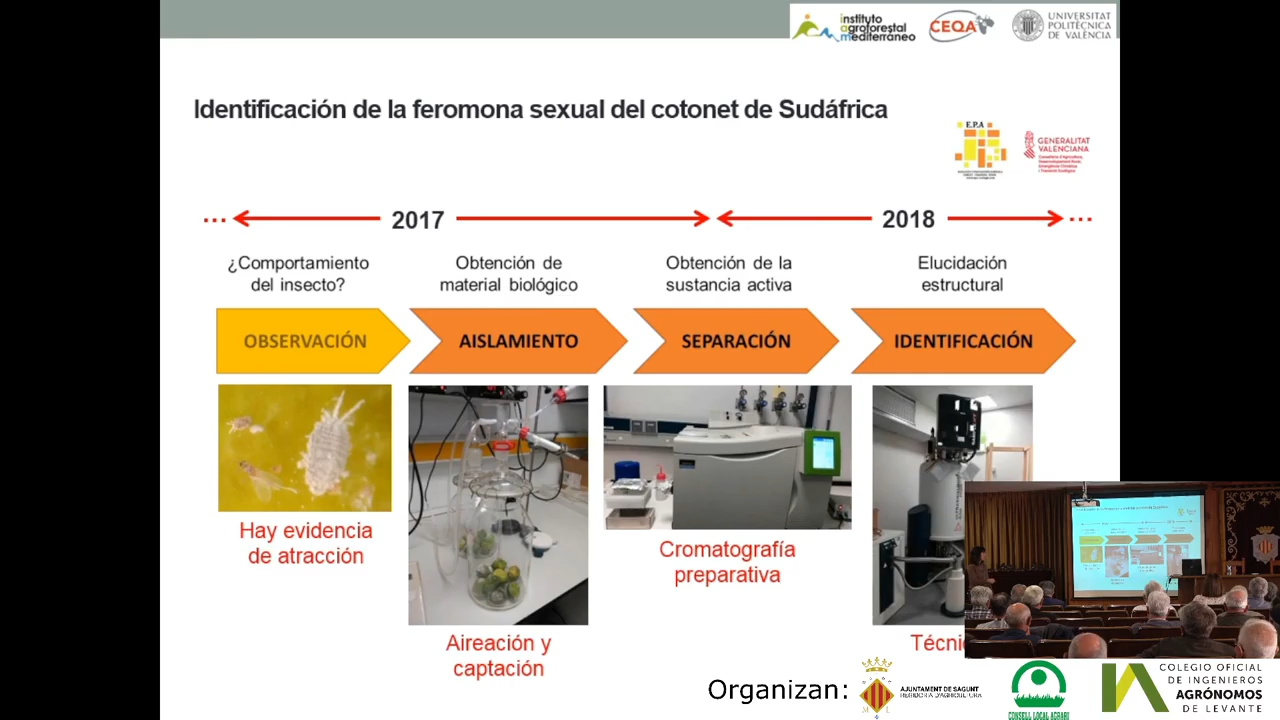 instituto
agroforestal
mediterráneo
CEQA
UNIVERSITAT
POLITÈCNICA
DE VALÈNCIA
Identificación de la feromona sexual del cotonet de Sudáfrica
E.P.A
GENERALITAT
VALENCIANA
... 2017 2018 ...
¿Comportamiento
del insecto?
Obtención de
material biológico
Obtención de la
sustancia activa
Elucidación
estructural
OBSERVACIÓN
AISLAMIENTO
SEPARACIÓN
IDENTIFICACIÓN
Hay evidencia
de atracción
Aireación y
captación
Cromatografía
preparativa
Organizan:
AJUNTAMENT DE SAGUNT
REGIDORIA D'AGRICULTURA
CONSELL LOCAL AGRARI
COLEGIO OFICIAL
DE INGENIEROS
AGRÓNOMOS
DE LEVANTE